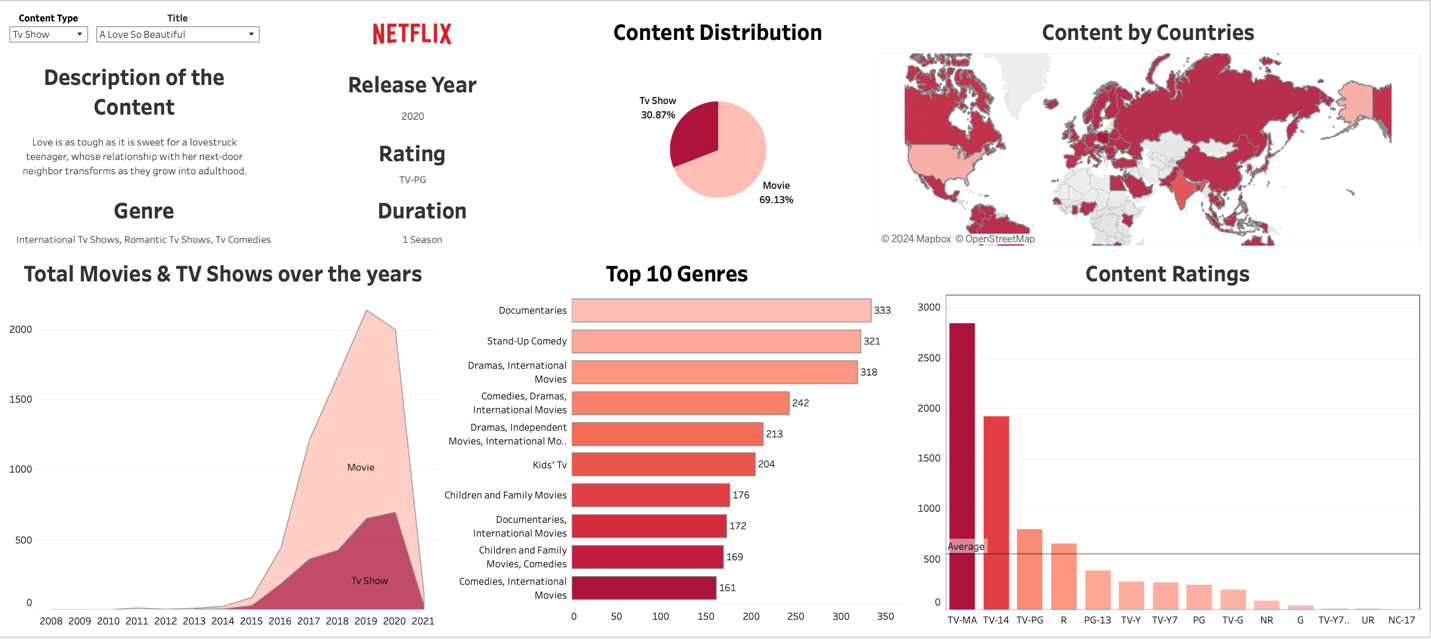 Content Type
Tv Show
Title
A Love So Beautiful
NETFLIX
Description of the
Content
Love is as tough as it is sweet for a lovestruck
teenager, whose relationship with her next-door
neighbor transforms as they grow into adulthood.
Genre
International Tv Shows, Romantic Tv Shows, Tv Comedies
Release Year
2020
Rating
TV-PG
Duration
1 Season
Content Distribution
Tv Show
30.87%
Movie
69.13%
Content by Countries
© 2024 Mapbox © OpenStreetMap
Total Movies & TV Shows over the years
2000
1500
1000
500
0
Movie
Tv Show
2008 2009 2010 2011 2012 2013 2014 2015 2016 2017 2018 2019 2020 2021
Top 10 Genres
Documentaries 333
Stand-Up Comedy 321
Dramas, International
Movies 318
Comedies, Dramas,
International Movies 242
Dramas, Independent
Movies, International Mo.. 213
Kids' Tv 204
Children and Family Movies 176
Documentaries,
International Movies 172
Children and Family
Movies, Comedies 169
Comedies, International
Movies 161
0 50 100 150 200 250 300 350
Content Ratings
3000
2500
2000
1500
1000
500
0
Average
TV-MA TV-14 TV-PG R PG-13 TV-Y TV-Y7 PG TV-G NR G TV-Y7.. UR NC-17